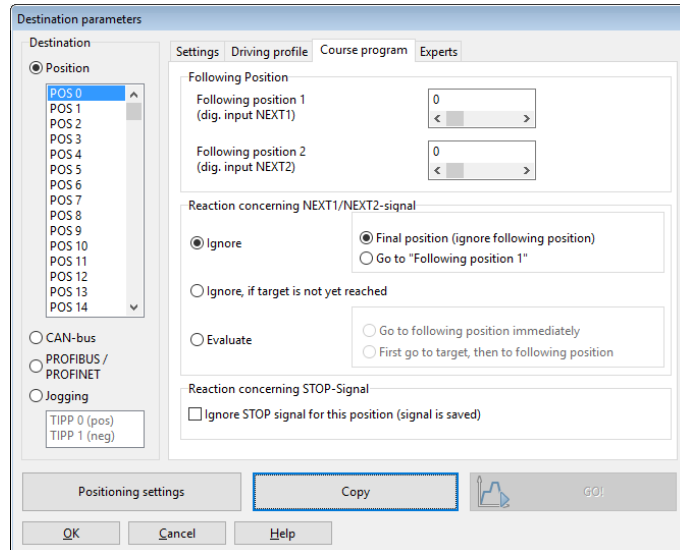 Destination parameters
Destination
Position
POS 0
POS 1
POS 2
POS 3
POS 4
POS 5
POS 6
POS 7
POS 8
POS 9
POS 10
POS 11
POS 12
POS 13
POS 14
CAN-bus
PROFIBUS /
PROFINET
Jogging
TIPP 0 (pos)
TIPP 1 (neg)
Settings Driving profile Course program Experts
Following Position
Following position 1
(dig. input NEXT1)
0
Following position 2
(dig. input NEXT2)
0
Reaction concerning NEXT1/NEXT2-signal
Ignore
Final position (ignore following position)
Go to "Following position 1"
Ignore, if target is not yet reached
Evaluate
Go to following position immediately
First go to target, then to following position
Reaction concerning STOP-Signal
Ignore STOP signal for this position (signal is saved)
Positioning settings Copy GO!
OK Cancel Help